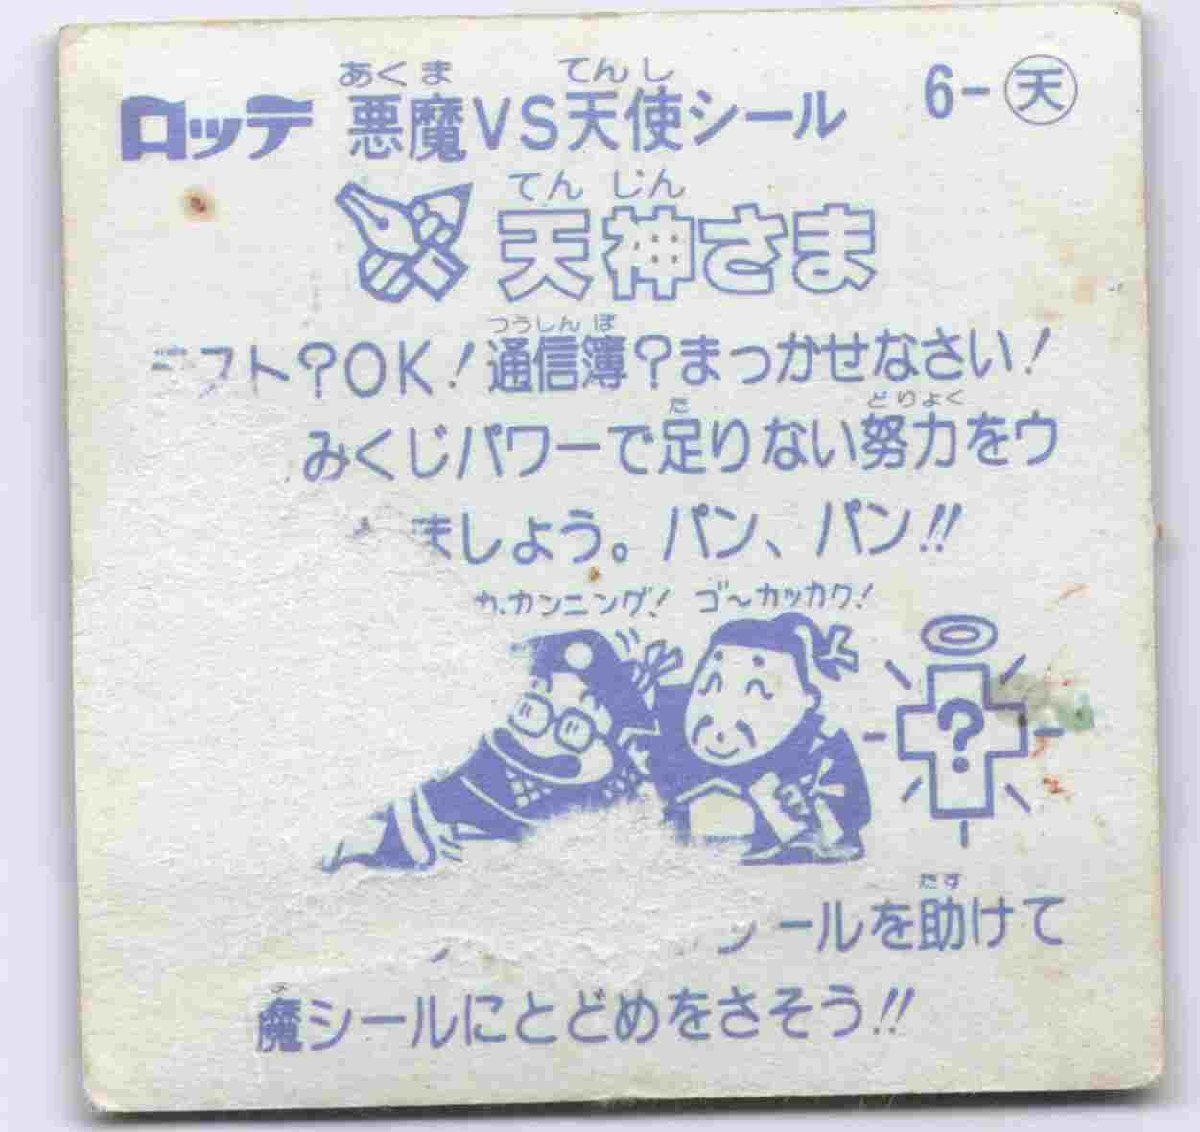 ロッテ 悪魔VS天使シール 6-天
あくま てんし
てんじん
天神さま
スト?OK!通信簿?まっかせなさい!
つうしんぼ
みくじパワーで足りない努力をウ
た どりょく
ましょう。パン、パン!!
カ、カンニング! ゴ〜カッカク!
?
ールを助けて
たす
魔シールにとどめをさそう!!